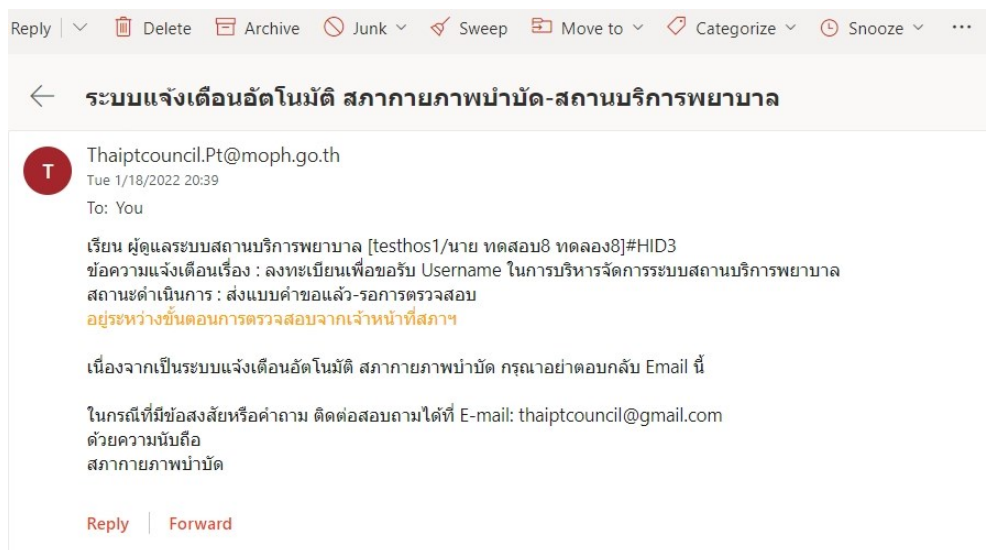 Reply Delete Archive Junk Sweep Move to Categorize Snooze ...
ระบบแจ้งเตือนอัตโนมัติ สภากายภาพบำบัด-สถานบริการพยาบาล
T
Thaiptcouncil.Pt@moph.go.th
Tue 1/18/2022 20:39
To: You
เรียน ผู้ดูแลระบบสถานบริการพยาบาล [testhos1/นาย ทดสอบ8 ทดลอง8]#HID3
ข้อความแจ้งเตือนเรื่อง : ลงทะเบียนเพื่อขอรับ Username ในการบริหารจัดการระบบสถานบริการพยาบาล
สถานะดำเนินการ : ส่งแบบคำขอแล้ว-รอการตรวจสอบ
อยู่ระหว่างขั้นตอนการตรวจสอบจากเจ้าหน้าที่สภาฯ
เนื่องจากเป็นระบบแจ้งเตือนอัตโนมัติ สภากายภาพบำบัด กรุณาอย่าตอบกลับ Email นี้
ในกรณีที่มีข้อสงสัยหรือคำถาม ติดต่อสอบถามได้ที่ E-mail: thaiptcouncil@gmail.com
ด้วยความนับถือ
สภากายภาพบำบัด
Reply Forward